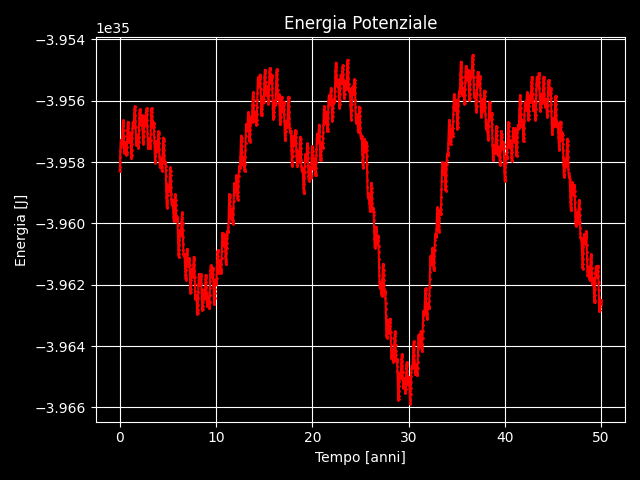 Energia Potenziale
1e35
−3.954
−3.956
−3.958
−3.960
−3.962
−3.964
−3.966
Energia [J]
0 10 20 30 40 50
Tempo [anni]